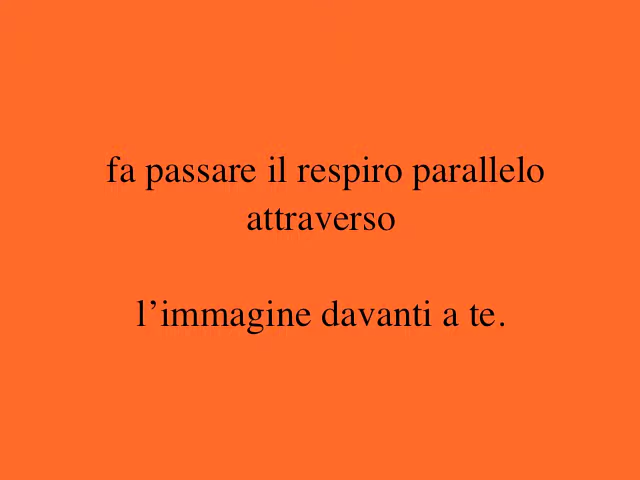 fa passare il respiro parallelo
attraverso
l’immagine davanti a te.